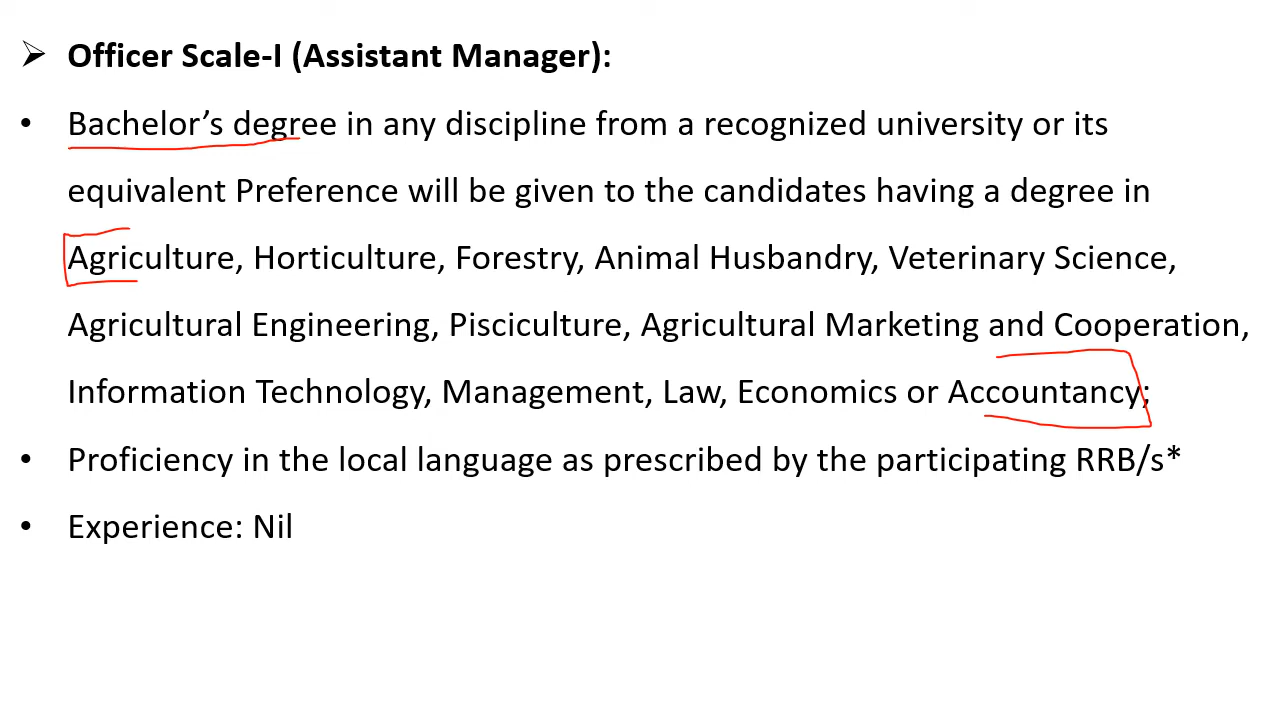 ➢ Officer Scale-I (Assistant Manager):
• Bachelor’s degree in any discipline from a recognized university or its
equivalent Preference will be given to the candidates having a degree in
Agriculture, Horticulture, Forestry, Animal Husbandry, Veterinary Science,
Agricultural Engineering, Pisciculture, Agricultural Marketing and Cooperation,
Information Technology, Management, Law, Economics or Accountancy;
• Proficiency in the local language as prescribed by the participating RRB/s*
• Experience: Nil